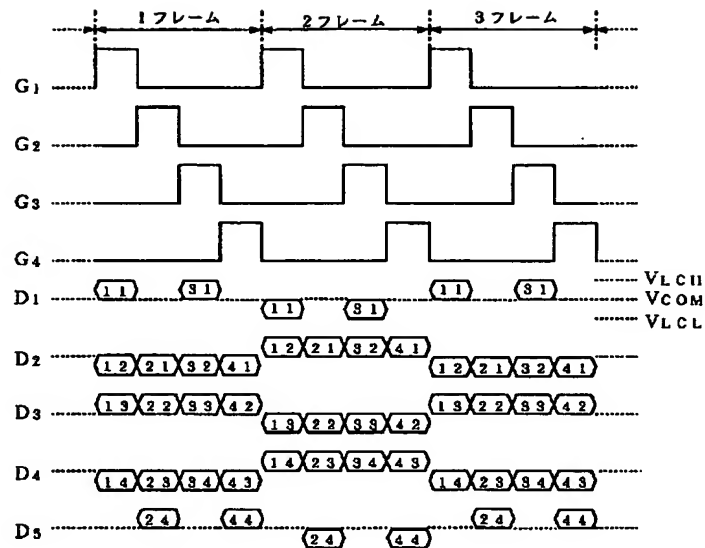 1フレーム 2フレーム 3フレーム
G1
G2
G3
G4
D1 11 31 11 31 11 31 VLCH
VCOM
VLCL
D2 12 21 32 41 12 21 32 41 12 21 32 41
D3 13 22 33 42 13 22 33 42 13 22 33 42
D4 14 23 34 43 14 23 34 43 14 23 34 43
D5 24 44 24 44 24 44